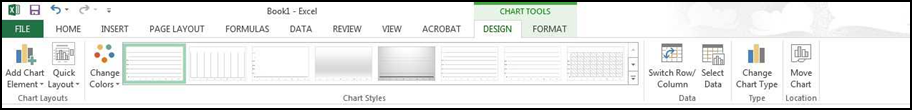 Book1 - Excel
CHART TOOLS
FILE HOME INSERT PAGE LAYOUT FORMULAS DATA REVIEW VIEW ACROBAT DESIGN FORMAT
Add Chart Element
Quick Layout
Chart Layouts
Change Colors
Chart Styles
Switch Row/ Column
Select Data
Data
Change Chart Type
Type
Move Chart
Location